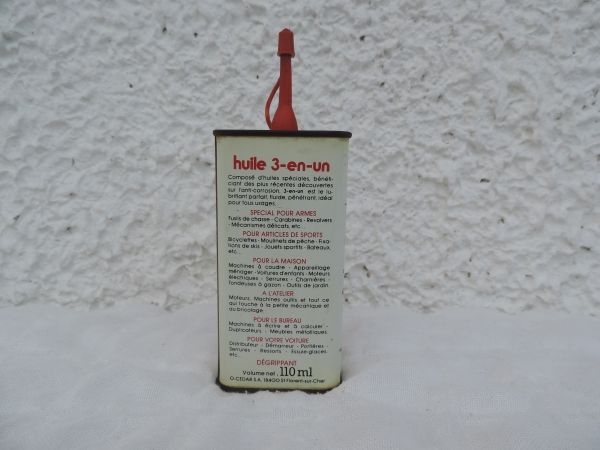 huile 3-en-un
Composé d'huiles spéciales, bénéfi-
ciant des plus récentes découvertes
sur l'anti-corrosion, 3-en-un est le lu-
brifiant parfait, fluide, pénétrant, idéal
pour tous usages.
SPECIAL POUR ARMES
Fusils de chasse - Carabines - Revolvers
- Mécanismes délicats, etc.
POUR ARTICLES DE SPORTS
Bicyclettes - Moulinets de pêche - Fixa-
tions de skis - Jouets sportifs - Bateaux,
etc...
POUR LA MAISON
Machines à coudre - Appareillage
ménager - Voitures d'enfants - Moteurs
électriques - Serrures - Charnières -
Tondeuses à gazon - Outils de jardin
A L'ATELIER
Moteurs, Machines outils et tout ce
qui touche à la petite mécanique et
au bricolage.
POUR LE BUREAU
Machines à écrire et à calculer -
Duplicateurs - Meubles métalliques.
POUR VOTRE VOITURE
Distributeur - Démarreur - Portières -
Serrures - Ressorts - Essuie-glaces,
etc...
DÉGRIPPANT
Volume net : 110 ml
O-CEDAR S.A. 18400 St Florent-sur-Cher